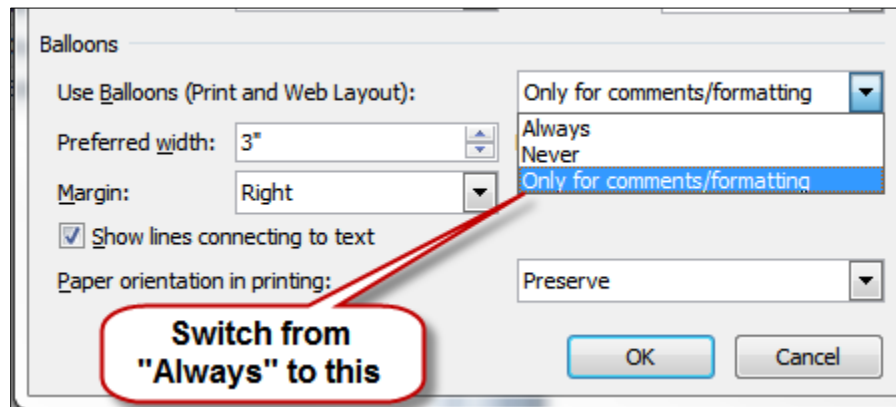 Balloons
Use Balloons (Print and Web Layout):
Only for comments/formatting
Always
Never
Only for comments/formatting
Preferred width:
3"
Margin:
Right
Show lines connecting to text
Paper orientation in printing:
Preserve
Switch from
"Always" to this
OK
Cancel